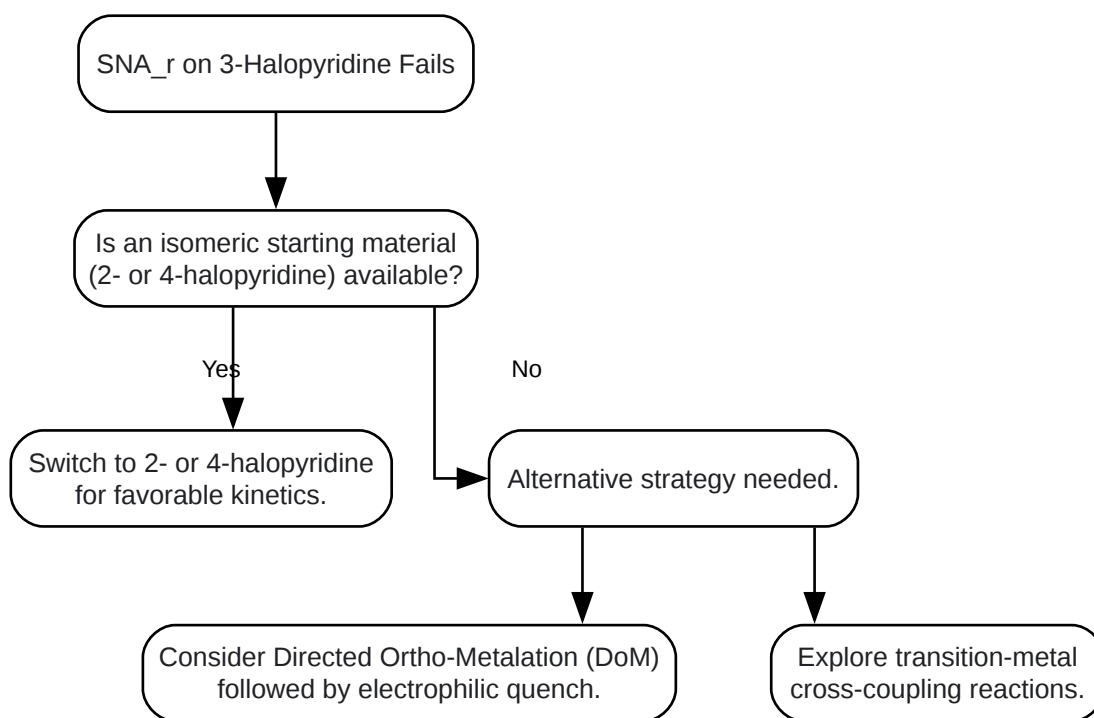 SNA_r on 3-Halopyridine Fails
Is an isomeric starting material
(2- or 4-halopyridine) available?
Yes
No
Switch to 2- or 4-halopyridine
for favorable kinetics.
Alternative strategy needed.
Consider Directed Ortho-Metalation (DoM)
followed by electrophilic quench.
Explore transition-metal
cross-coupling reactions.